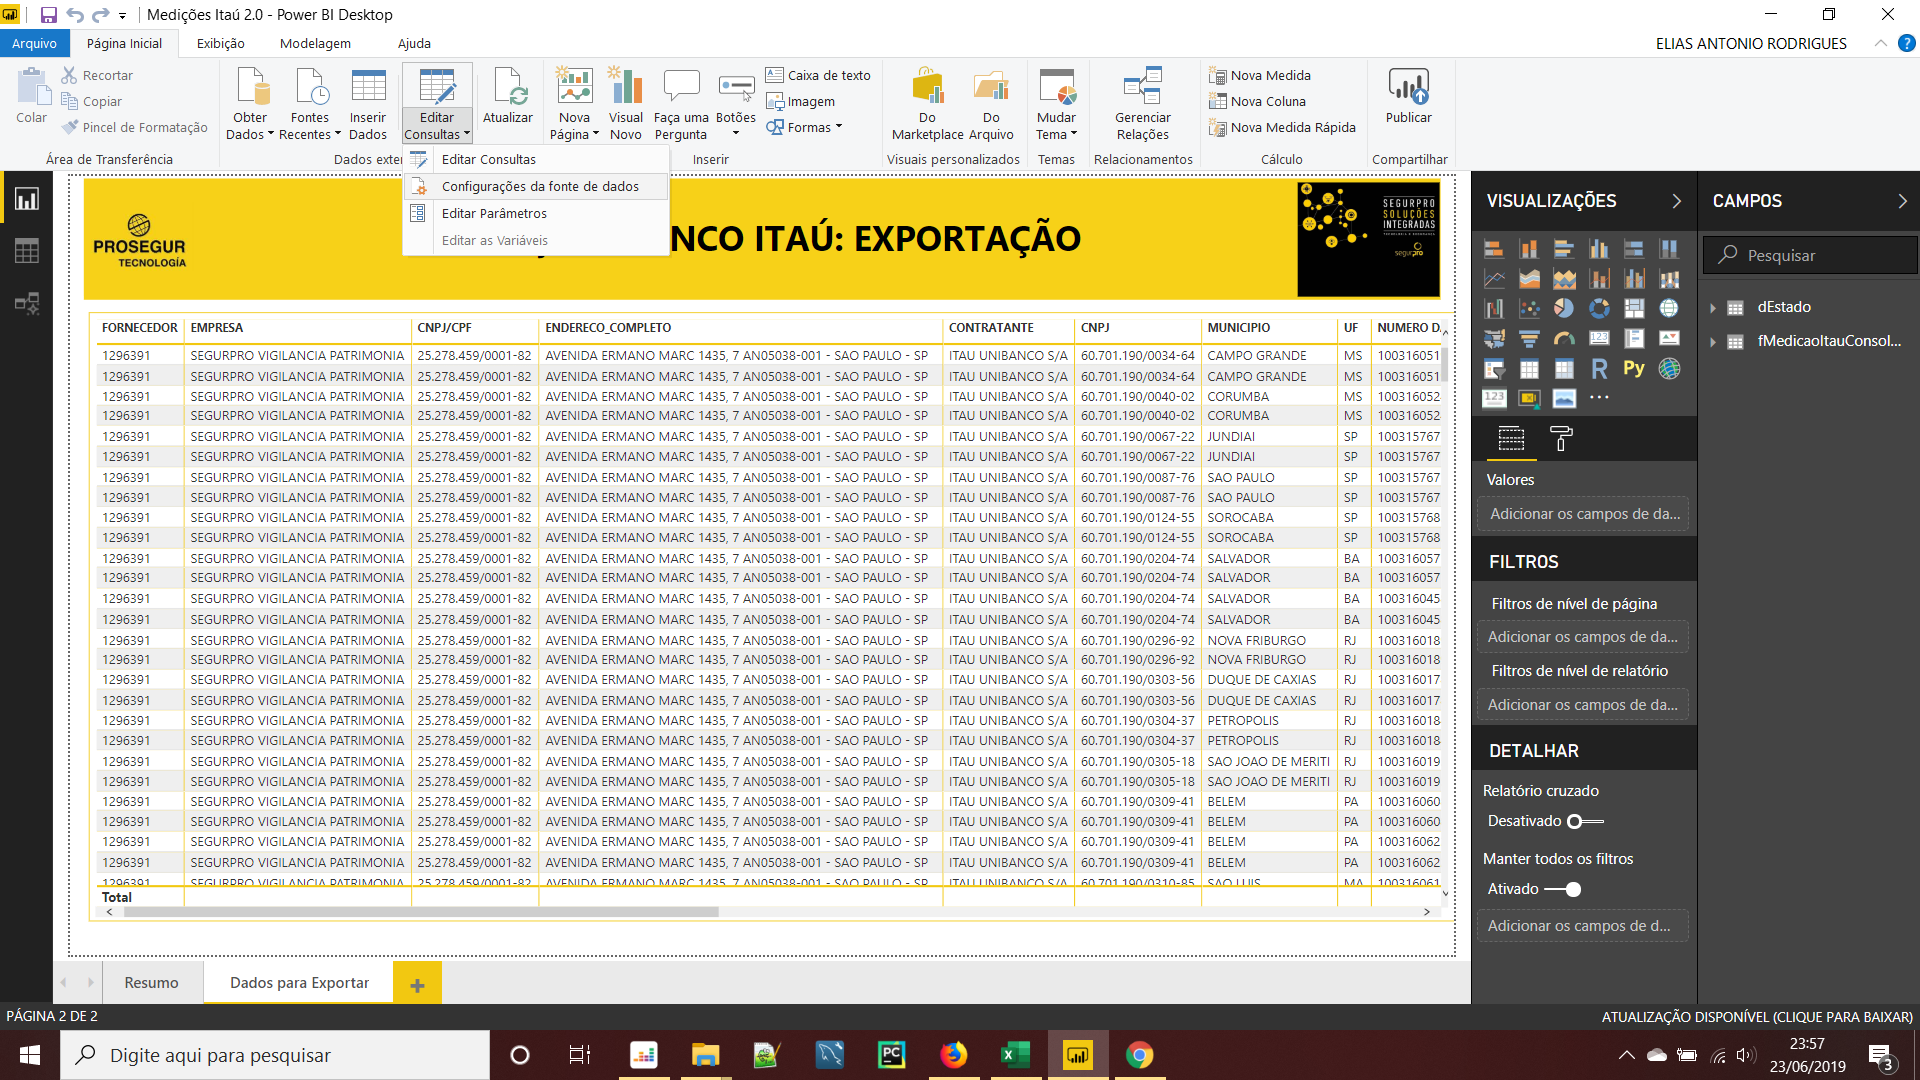 Medições Itaú 2.0 - Power BI Desktop
Arquivo Página Inicial Exibição Modelagem Ajuda ELIAS ANTONIO RODRIGUES ?
Colar
Recortar
Copiar
Pincel de Formatação
Obter Dados
Fontes Recentes
Inserir Dados
Editar Consultas
Atualizar
Nova Página
Visual Novo
Faça uma Pergunta
Botões
Caixa de texto
Imagem
Formas
Do Marketplace
Do Arquivo
Mudar Tema
Gerenciar Relações
Nova Medida
Nova Coluna
Nova Medida Rápida
Publicar
Área de Transferência Dados exter Inserir Visuais personalizados Temas Relacionamentos Cálculo Compartilhar
Editar Consultas
Configurações da fonte de dados
Editar Parâmetros
Editar as Variáveis
PROSEGUR
TECNOLOGÍA
NCO ITAÚ: EXPORTAÇÃO
SEGURPRO
SOLUÇÕES
INTEGRADAS
segurpro
FORNECEDOR EMPRESA CNPJ/CPF ENDERECO_COMPLETO CONTRATANTE CNPJ MUNICIPIO UF NUMERO D
1296391 SEGURPRO VIGILANCIA PATRIMONIA 25.278.459/0001-82 AVENIDA ERMANO MARC 1435, 7 AN05038-001 - SAO PAULO - SP ITAU UNIBANCO S/A 60.701.190/0034-64 CAMPO GRANDE MS 100316051
1296391 SEGURPRO VIGILANCIA PATRIMONIA 25.278.459/0001-82 AVENIDA ERMANO MARC 1435, 7 AN05038-001 - SAO PAULO - SP ITAU UNIBANCO S/A 60.701.190/0034-64 CAMPO GRANDE MS 100316051
1296391 SEGURPRO VIGILANCIA PATRIMONIA 25.278.459/0001-82 AVENIDA ERMANO MARC 1435, 7 AN05038-001 - SAO PAULO - SP ITAU UNIBANCO S/A 60.701.190/0040-02 CORUMBA MS 100316052
1296391 SEGURPRO VIGILANCIA PATRIMONIA 25.278.459/0001-82 AVENIDA ERMANO MARC 1435, 7 AN05038-001 - SAO PAULO - SP ITAU UNIBANCO S/A 60.701.190/0040-02 CORUMBA MS 100316052
1296391 SEGURPRO VIGILANCIA PATRIMONIA 25.278.459/0001-82 AVENIDA ERMANO MARC 1435, 7 AN05038-001 - SAO PAULO - SP ITAU UNIBANCO S/A 60.701.190/0067-22 JUNDIAI SP 100315767
1296391 SEGURPRO VIGILANCIA PATRIMONIA 25.278.459/0001-82 AVENIDA ERMANO MARC 1435, 7 AN05038-001 - SAO PAULO - SP ITAU UNIBANCO S/A 60.701.190/0067-22 JUNDIAI SP 100315767
1296391 SEGURPRO VIGILANCIA PATRIMONIA 25.278.459/0001-82 AVENIDA ERMANO MARC 1435, 7 AN05038-001 - SAO PAULO - SP ITAU UNIBANCO S/A 60.701.190/0087-76 SAO PAULO SP 100315767
1296391 SEGURPRO VIGILANCIA PATRIMONIA 25.278.459/0001-82 AVENIDA ERMANO MARC 1435, 7 AN05038-001 - SAO PAULO - SP ITAU UNIBANCO S/A 60.701.190/0087-76 SAO PAULO SP 100315767
1296391 SEGURPRO VIGILANCIA PATRIMONIA 25.278.459/0001-82 AVENIDA ERMANO MARC 1435, 7 AN05038-001 - SAO PAULO - SP ITAU UNIBANCO S/A 60.701.190/0124-55 SOROCABA SP 100315768
1296391 SEGURPRO VIGILANCIA PATRIMONIA 25.278.459/0001-82 AVENIDA ERMANO MARC 1435, 7 AN05038-001 - SAO PAULO - SP ITAU UNIBANCO S/A 60.701.190/0124-55 SOROCABA SP 100315768
1296391 SEGURPRO VIGILANCIA PATRIMONIA 25.278.459/0001-82 AVENIDA ERMANO MARC 1435, 7 AN05038-001 - SAO PAULO - SP ITAU UNIBANCO S/A 60.701.190/0204-74 SALVADOR BA 100316057
1296391 SEGURPRO VIGILANCIA PATRIMONIA 25.278.459/0001-82 AVENIDA ERMANO MARC 1435, 7 AN05038-001 - SAO PAULO - SP ITAU UNIBANCO S/A 60.701.190/0204-74 SALVADOR BA 100316057
1296391 SEGURPRO VIGILANCIA PATRIMONIA 25.278.459/0001-82 AVENIDA ERMANO MARC 1435, 7 AN05038-001 - SAO PAULO - SP ITAU UNIBANCO S/A 60.701.190/0204-74 SALVADOR BA 100316045
1296391 SEGURPRO VIGILANCIA PATRIMONIA 25.278.459/0001-82 AVENIDA ERMANO MARC 1435, 7 AN05038-001 - SAO PAULO - SP ITAU UNIBANCO S/A 60.701.190/0204-74 SALVADOR BA 100316045
1296391 SEGURPRO VIGILANCIA PATRIMONIA 25.278.459/0001-82 AVENIDA ERMANO MARC 1435, 7 AN05038-001 - SAO PAULO - SP ITAU UNIBANCO S/A 60.701.190/0296-92 NOVA FRIBURGO RJ 100316018
1296391 SEGURPRO VIGILANCIA PATRIMONIA 25.278.459/0001-82 AVENIDA ERMANO MARC 1435, 7 AN05038-001 - SAO PAULO - SP ITAU UNIBANCO S/A 60.701.190/0296-92 NOVA FRIBURGO RJ 100316018
1296391 SEGURPRO VIGILANCIA PATRIMONIA 25.278.459/0001-82 AVENIDA ERMANO MARC 1435, 7 AN05038-001 - SAO PAULO - SP ITAU UNIBANCO S/A 60.701.190/0303-56 DUQUE DE CAXIAS RJ 100316017
1296391 SEGURPRO VIGILANCIA PATRIMONIA 25.278.459/0001-82 AVENIDA ERMANO MARC 1435, 7 AN05038-001 - SAO PAULO - SP ITAU UNIBANCO S/A 60.701.190/0303-56 DUQUE DE CAXIAS RJ 100316017
1296391 SEGURPRO VIGILANCIA PATRIMONIA 25.278.459/0001-82 AVENIDA ERMANO MARC 1435, 7 AN05038-001 - SAO PAULO - SP ITAU UNIBANCO S/A 60.701.190/0304-37 PETROPOLIS RJ 100316018
1296391 SEGURPRO VIGILANCIA PATRIMONIA 25.278.459/0001-82 AVENIDA ERMANO MARC 1435, 7 AN05038-001 - SAO PAULO - SP ITAU UNIBANCO S/A 60.701.190/0304-37 PETROPOLIS RJ 100316018
1296391 SEGURPRO VIGILANCIA PATRIMONIA 25.278.459/0001-82 AVENIDA ERMANO MARC 1435, 7 AN05038-001 - SAO PAULO - SP ITAU UNIBANCO S/A 60.701.190/0305-18 SAO JOAO DE MERITI RJ 100316019
1296391 SEGURPRO VIGILANCIA PATRIMONIA 25.278.459/0001-82 AVENIDA ERMANO MARC 1435, 7 AN05038-001 - SAO PAULO - SP ITAU UNIBANCO S/A 60.701.190/0305-18 SAO JOAO DE MERITI RJ 100316019
1296391 SEGURPRO VIGILANCIA PATRIMONIA 25.278.459/0001-82 AVENIDA ERMANO MARC 1435, 7 AN05038-001 - SAO PAULO - SP ITAU UNIBANCO S/A 60.701.190/0309-41 BELEM PA 100316060
1296391 SEGURPRO VIGILANCIA PATRIMONIA 25.278.459/0001-82 AVENIDA ERMANO MARC 1435, 7 AN05038-001 - SAO PAULO - SP ITAU UNIBANCO S/A 60.701.190/0309-41 BELEM PA 100316060
1296391 SEGURPRO VIGILANCIA PATRIMONIA 25.278.459/0001-82 AVENIDA ERMANO MARC 1435, 7 AN05038-001 - SAO PAULO - SP ITAU UNIBANCO S/A 60.701.190/0309-41 BELEM PA 100316062
1296391 SEGURPRO VIGILANCIA PATRIMONIA 25.278.459/0001-82 AVENIDA ERMANO MARC 1435, 7 AN05038-001 - SAO PAULO - SP ITAU UNIBANCO S/A 60.701.190/0309-41 BELEM PA 100316062
1296391 SEGURPRO VIGILANCIA PATRIMONIA 25.278.459/0001-82 AVENIDA ERMANO MARC 1435, 7 AN05038-001 - SAO PAULO - SP ITAU UNIBANCO S/A 60.701.190/0310-85 SAO LUIS MA 100316061
Total
VISUALIZAÇÕES
R Py
123
Valores
Adicionar os campos de da...
FILTROS
Filtros de nível de página
Adicionar os campos de da...
Filtros de nível de relatório
Adicionar os campos de da...
DETALHAR
Relatório cruzado
Desativado
Manter todos os filtros
Ativado
Adicionar os campos de d...
CAMPOS
Pesquisar
dEstado
fMedicaoItauConsol...
Resumo Dados para Exportar +
PÁGINA 2 DE 2 ATUALIZAÇÃO DISPONÍVEL (CLIQUE PARA BAIXAR)
Digite aqui para pesquisar
PC
23:57
23/06/2019
3